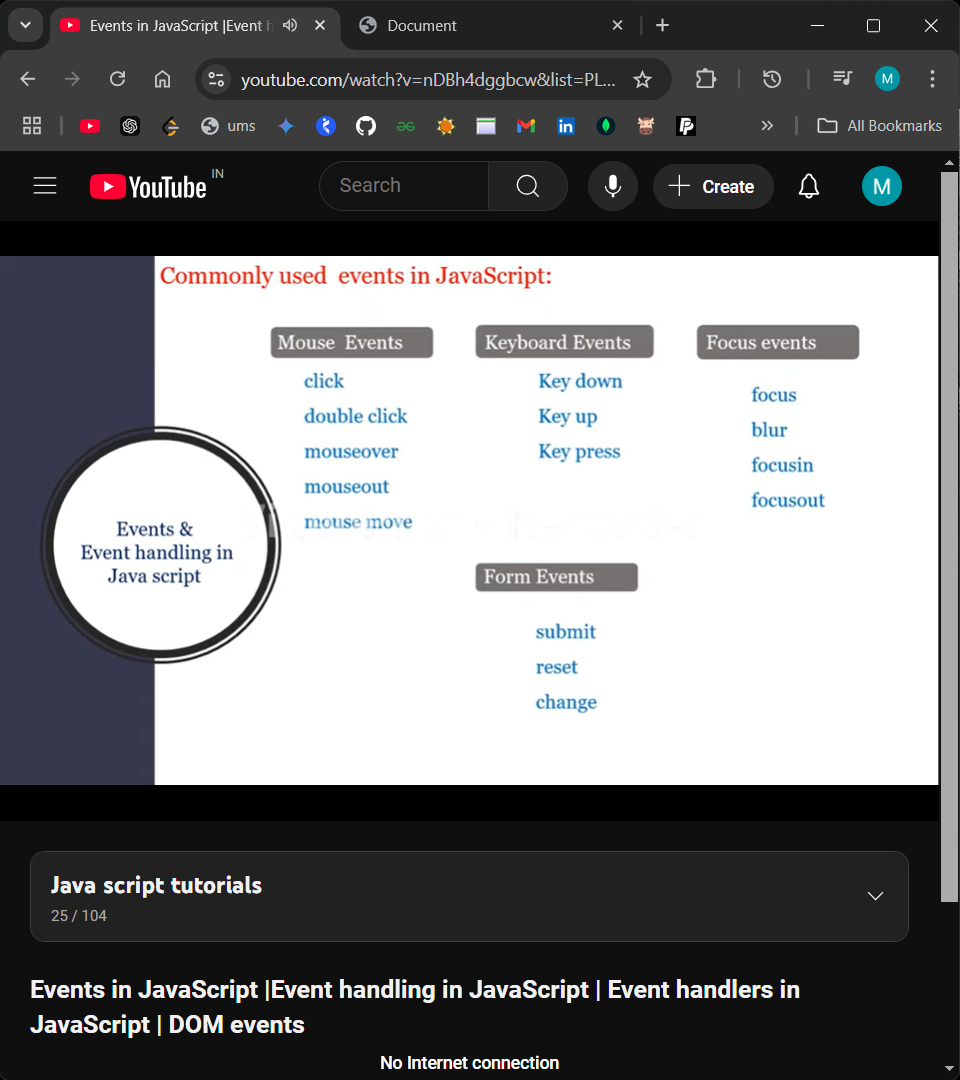 Events in JavaScript |Event h
Document
youtube.com/watch?v=nDBh4dggbcw&list=PL...
M
ums
All Bookmarks
YouTube IN
Search
Create
M
Commonly used events in JavaScript:
Mouse Events
click
double click
mouseover
mouseout
mouse move
Keyboard Events
Key down
Key up
Key press
Focus events
focus
blur
focusin
focusout
Events &
Event handling in
Java script
Form Events
submit
reset
change
Java script tutorials
25 / 104
Events in JavaScript |Event handling in JavaScript | Event handlers in
JavaScript | DOM events
No Internet connection